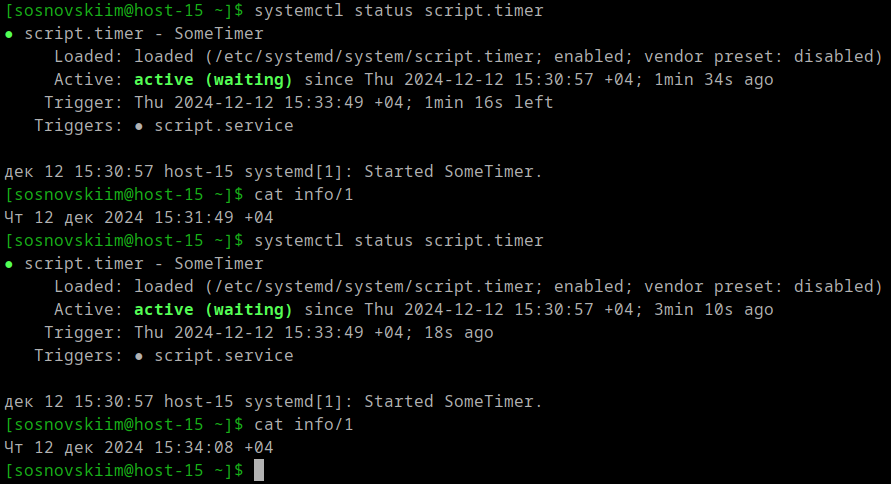 [sosnovskiim@host-15 ~]$ systemctl status script.timer
● script.timer - SomeTimer
Loaded: loaded (/etc/systemd/system/script.timer; enabled; vendor preset: disabled)
Active: active (waiting) since Thu 2024-12-12 15:30:57 +04; 1min 34s ago
Trigger: Thu 2024-12-12 15:33:49 +04; 1min 16s left
Triggers: ● script.service
дек 12 15:30:57 host-15 systemd[1]: Started SomeTimer.
[sosnovskiim@host-15 ~]$ cat info/1
Чт 12 дек 2024 15:31:49 +04
[sosnovskiim@host-15 ~]$ systemctl status script.timer
● script.timer - SomeTimer
Loaded: loaded (/etc/systemd/system/script.timer; enabled; vendor preset: disabled)
Active: active (waiting) since Thu 2024-12-12 15:30:57 +04; 3min 10s ago
Trigger: Thu 2024-12-12 15:33:49 +04; 18s ago
Triggers: ● script.service
дек 12 15:30:57 host-15 systemd[1]: Started SomeTimer.
[sosnovskiim@host-15 ~]$ cat info/1
Чт 12 дек 2024 15:34:08 +04
[sosnovskiim@host-15 ~]$